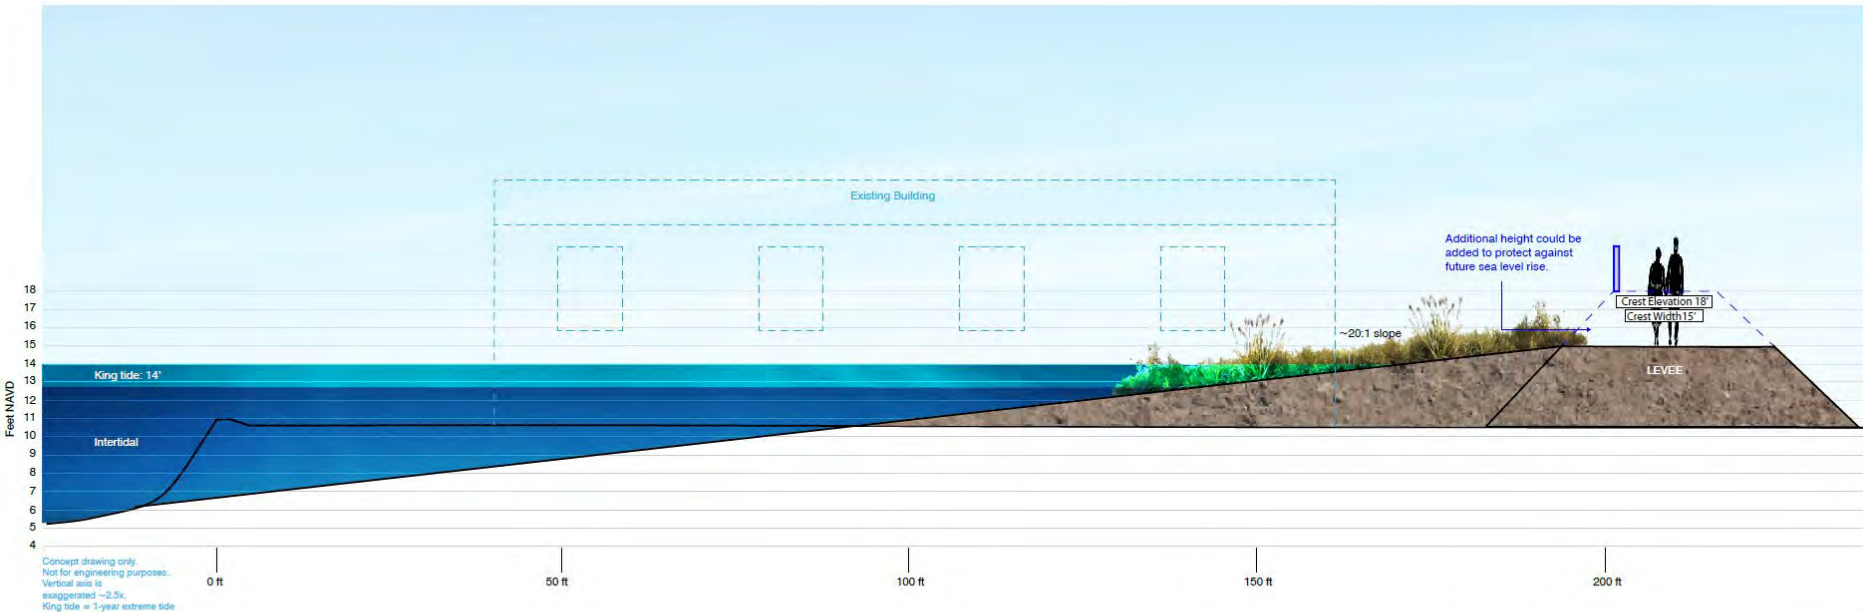 Existing Building
Additional height could be
added to protect against
future sea level rise.
18
17
16
15
14
13
12
11
10
9
8
7
6
5
4
Feet NAVD
Crest Elevation 18'
Crest Width15'
~20:1 slope
King tide: 14'
LEVEE
Intertidal
Concept drawing only.
Not for engineering purposes.
Vertical axis is
exaggerated ~2.5x.
King tide = 1-year extreme tide
0 ft
50 ft
100 ft
150 ft
200 ft